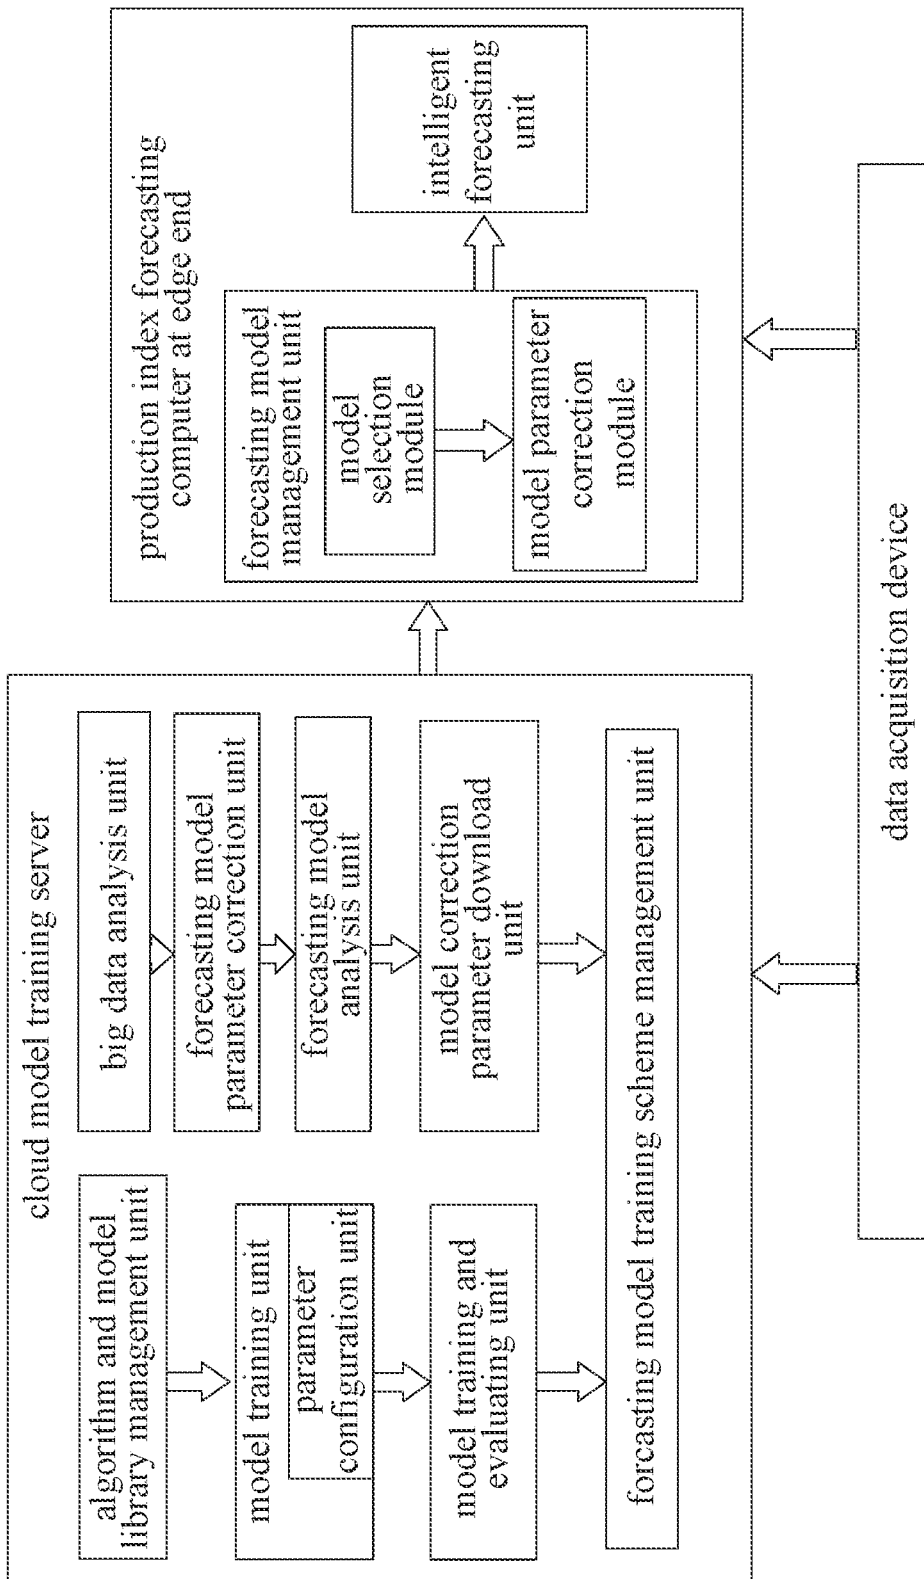 cloud model training server
algorithm and model
library management unit
model training unit
parameter
configuration unit
model training and
evaluating unit
big data analysis unit
forecasting model
parameter correction unit
forecasting model
analysis unit
model correction
parameter download
unit
forcasting model training scheme management unit
production index forecasting
computer at edge end
forecasting model
management unit
model
selection
module
model parameter
correction
module
intelligent
forecasting
unit
data acquisition device